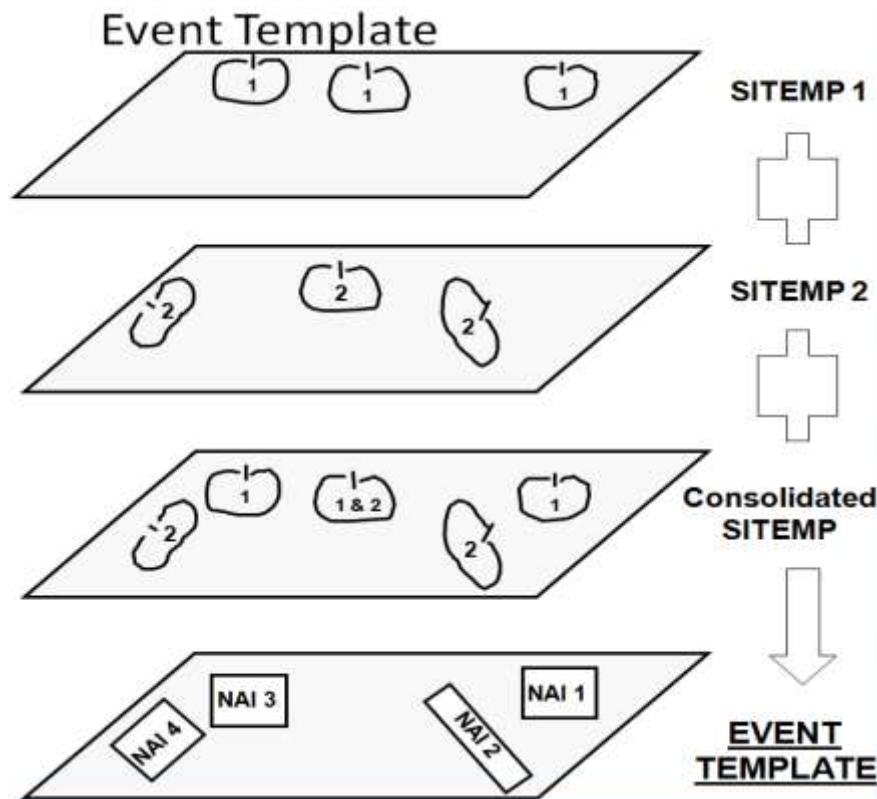 Event Template
1
1
1
SITEMP 1
2
2
2
SITEMP 2
1
1 & 2
1
2
2
Consolidated
SITEMP
NAI 3
NAI 1
NAI 4
NAI 2
EVENT
TEMPLATE